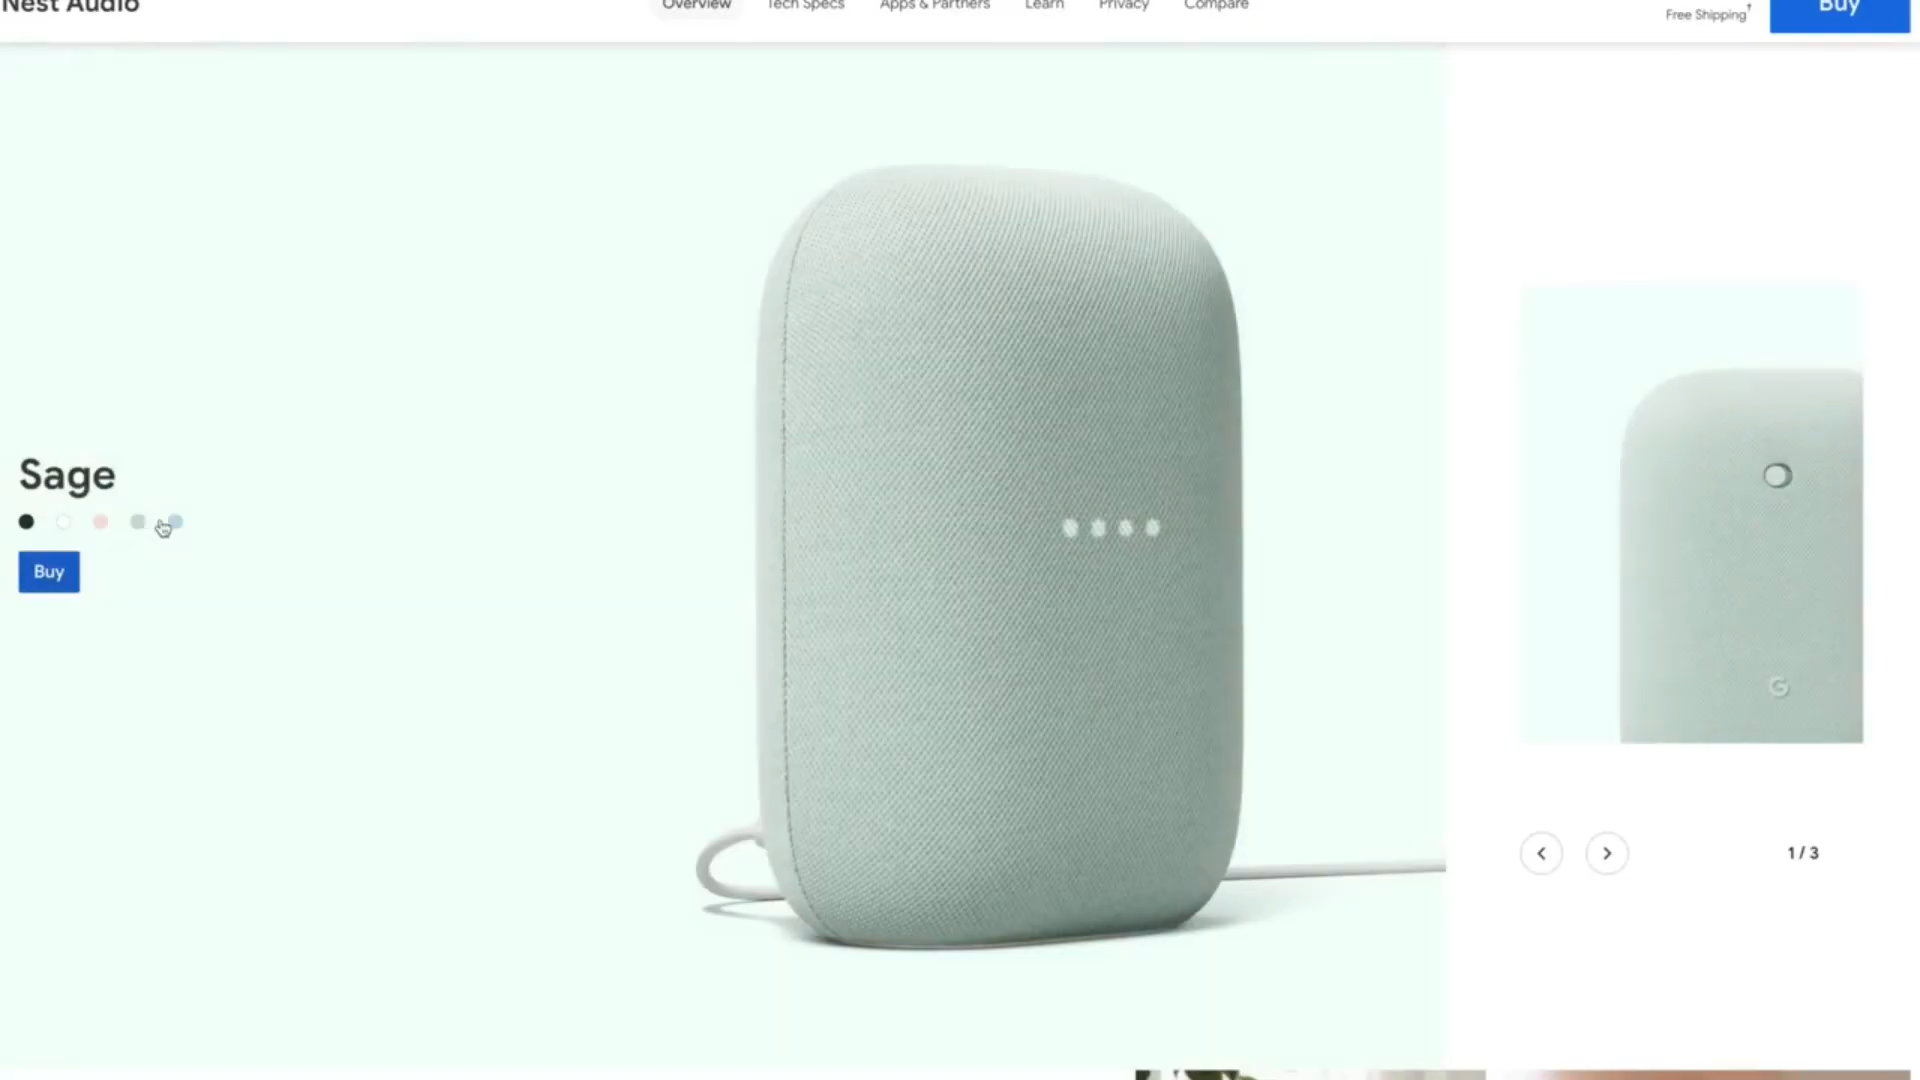 Nest Audio
Overview
Tech Specs
Apps & Partners
Learn
Privacy
Compare
Free Shipping†
Buy
Sage
Buy
G
1 / 3